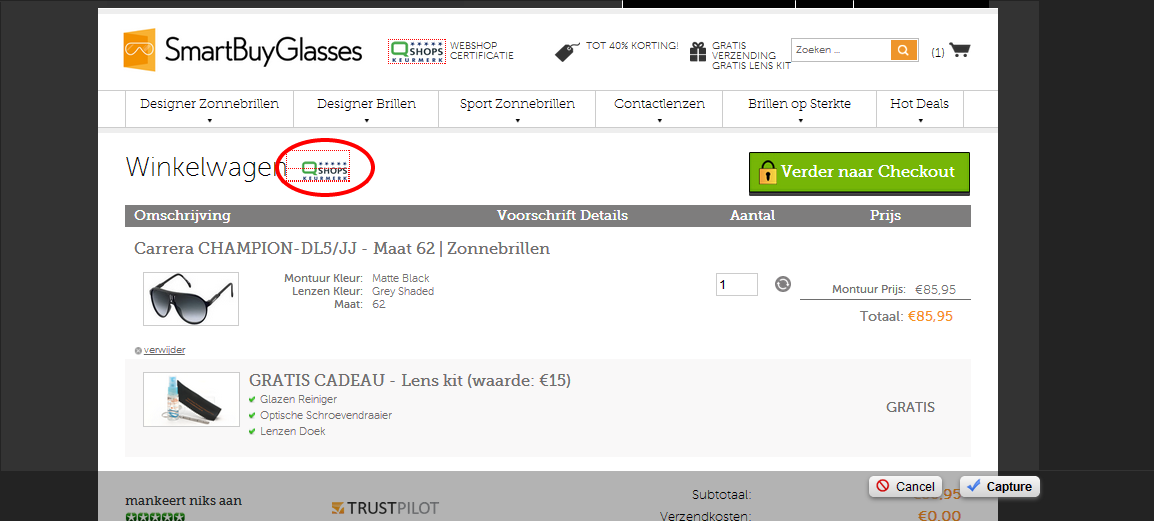 SmartBuyGlasses
Q SHOPS
KEURMERK
WEBSHOP
CERTIFICATIE
TOT 40% KORTING!
GRATIS
VERZENDING
GRATIS LENS KIT
Zoeken ...
(1)
Designer Zonnebrillen
Designer Brillen
Sport Zonnebrillen
Contactlenzen
Brillen op Sterkte
Hot Deals
Winkelwagen
Q SHOPS
KEURMERK
Verder naar Checkout
Omschrijving Voorschrift Details Aantal Prijs
Carrera CHAMPION-DL5/JJ - Maat 62 | Zonnebrillen
Montuur Kleur: Matte Black
Lenzen Kleur: Grey Shaded
Maat: 62
1
Montuur Prijs: €85,95
Totaal: €85,95
verwijder
GRATIS CADEAU - Lens kit (waarde: €15)
Glazen Reiniger
Optische Schroevendraaier
Lenzen Doek
GRATIS
Cancel
Capture
mankeert niks aan
TRUSTPILOT
Subtotaal:
Verzendkosten: €0,00